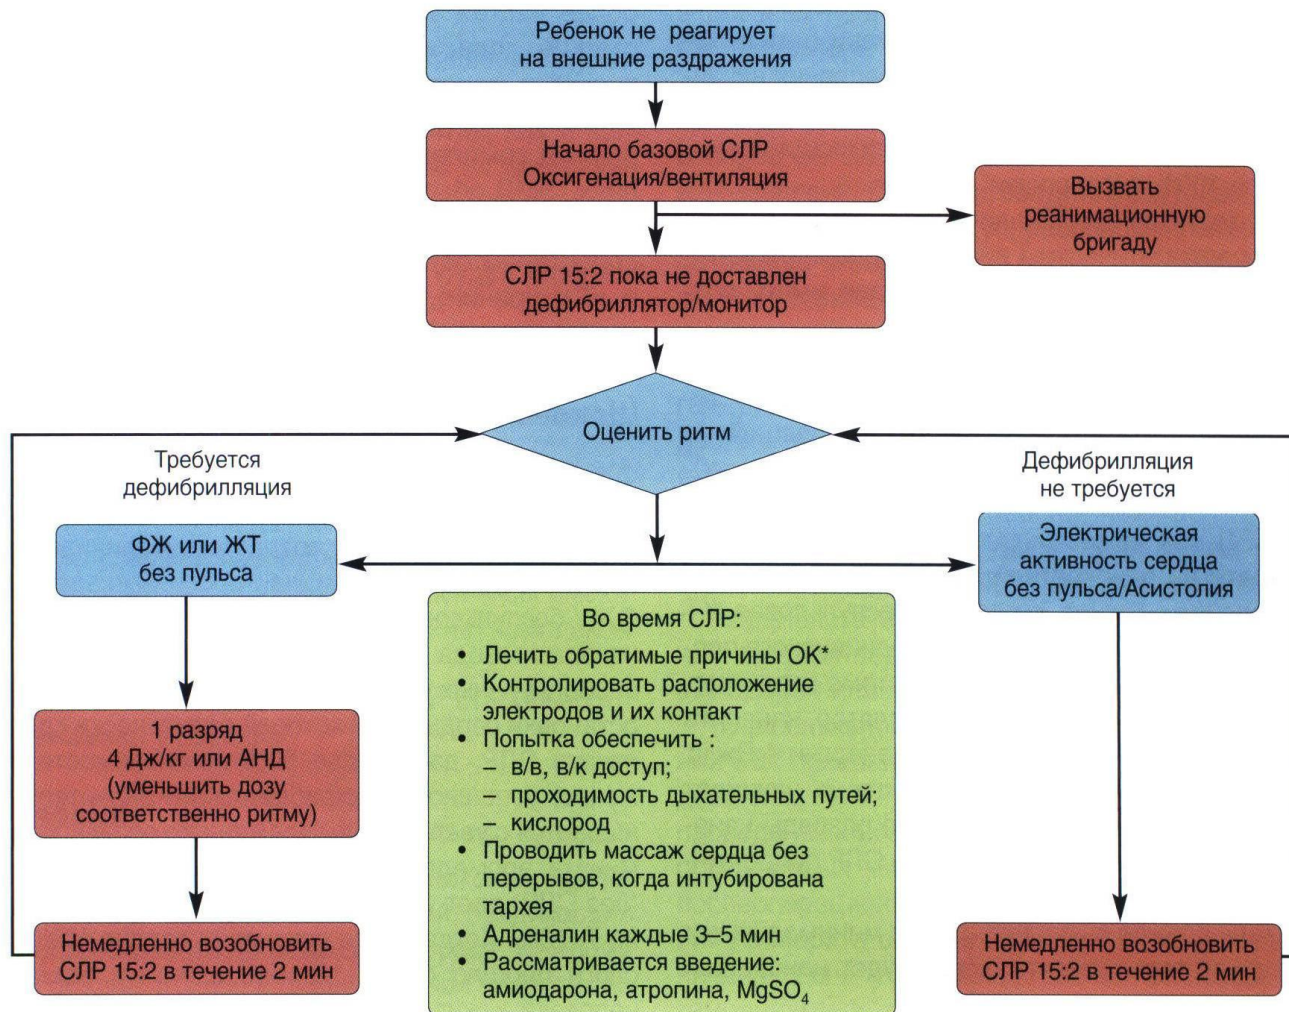 Ребенок не реагирует
на внешние раздражения
Начало базовой СЛР
Оксигенация/вентиляция
Вызвать
реанимационную
бригаду
СЛР 15:2 пока не доставлен
дефибриллятор/монитор
Оценить ритм
Требуется
дефибрилляция
Дефибрилляция
не требуется
ФЖ или ЖТ
без пульса
Электрическая
активность сердца
без пульса/Асистолия
1 разряд
4 Дж/кг или АНД
(уменьшить дозу
соответственно ритму)
Немедленно возобновить
СЛР 15:2 в течение 2 мин
Во время СЛР:
• Лечить обратимые причины ОК*
• Контролировать расположение
электродов и их контакт
• Попытка обеспечить :
– в/в, в/к доступ;
– проходимость дыхательных путей;
– кислород
• Проводить массаж сердца без
перерывов, когда интубирована
тархея
• Адреналин каждые 3–5 мин
• Рассматривается введение:
амиодарона, атропина, MgSO₄
Немедленно возобновить
СЛР 15:2 в течение 2 мин